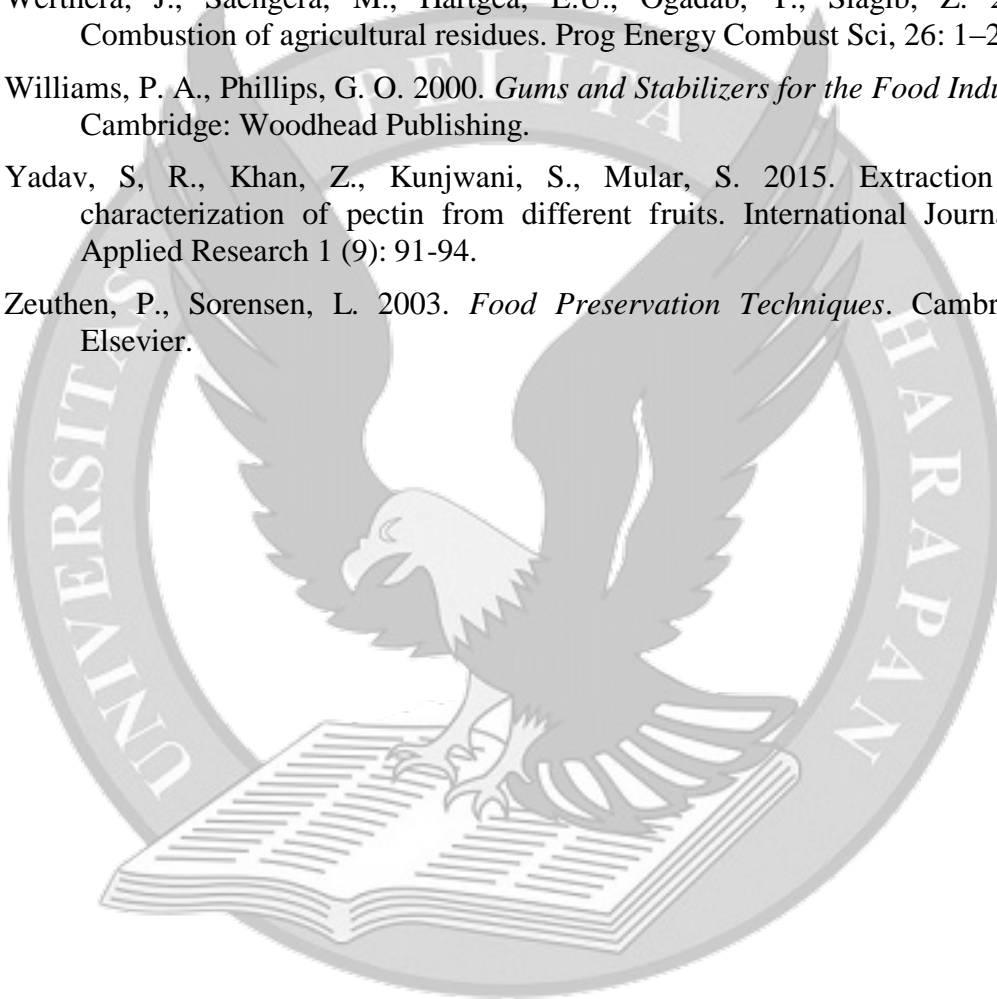 Werthera, J., Saengera, M., Hartgea, E.U., Ogadab, T., Siagib, Z.
Combustion of agricultural residues. Prog Energy Combust Sci, 26: 1–2
Williams, P. A., Phillips, G. O. 2000. Gums and Stabilizers for the Food Indu
Cambridge: Woodhead Publishing.
Yadav, S, R., Khan, Z., Kunjwani, S., Mular, S. 2015. Extraction
characterization of pectin from different fruits. International Journa
Applied Research 1 (9): 91-94.
Zeuthen, P., Sorensen, L. 2003. Food Preservation Techniques. Cambr
Elsevier.
UNIVERSITAS PELITA HARAPAN